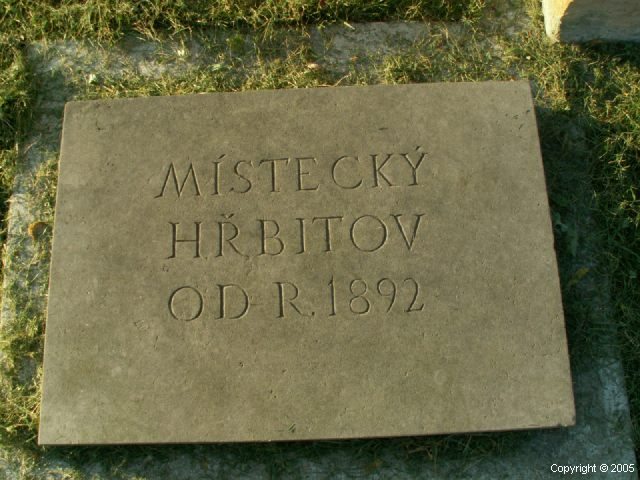 MÍSTECKÝ
HŘBITOV
OD R. 1892
Copyright © 2005